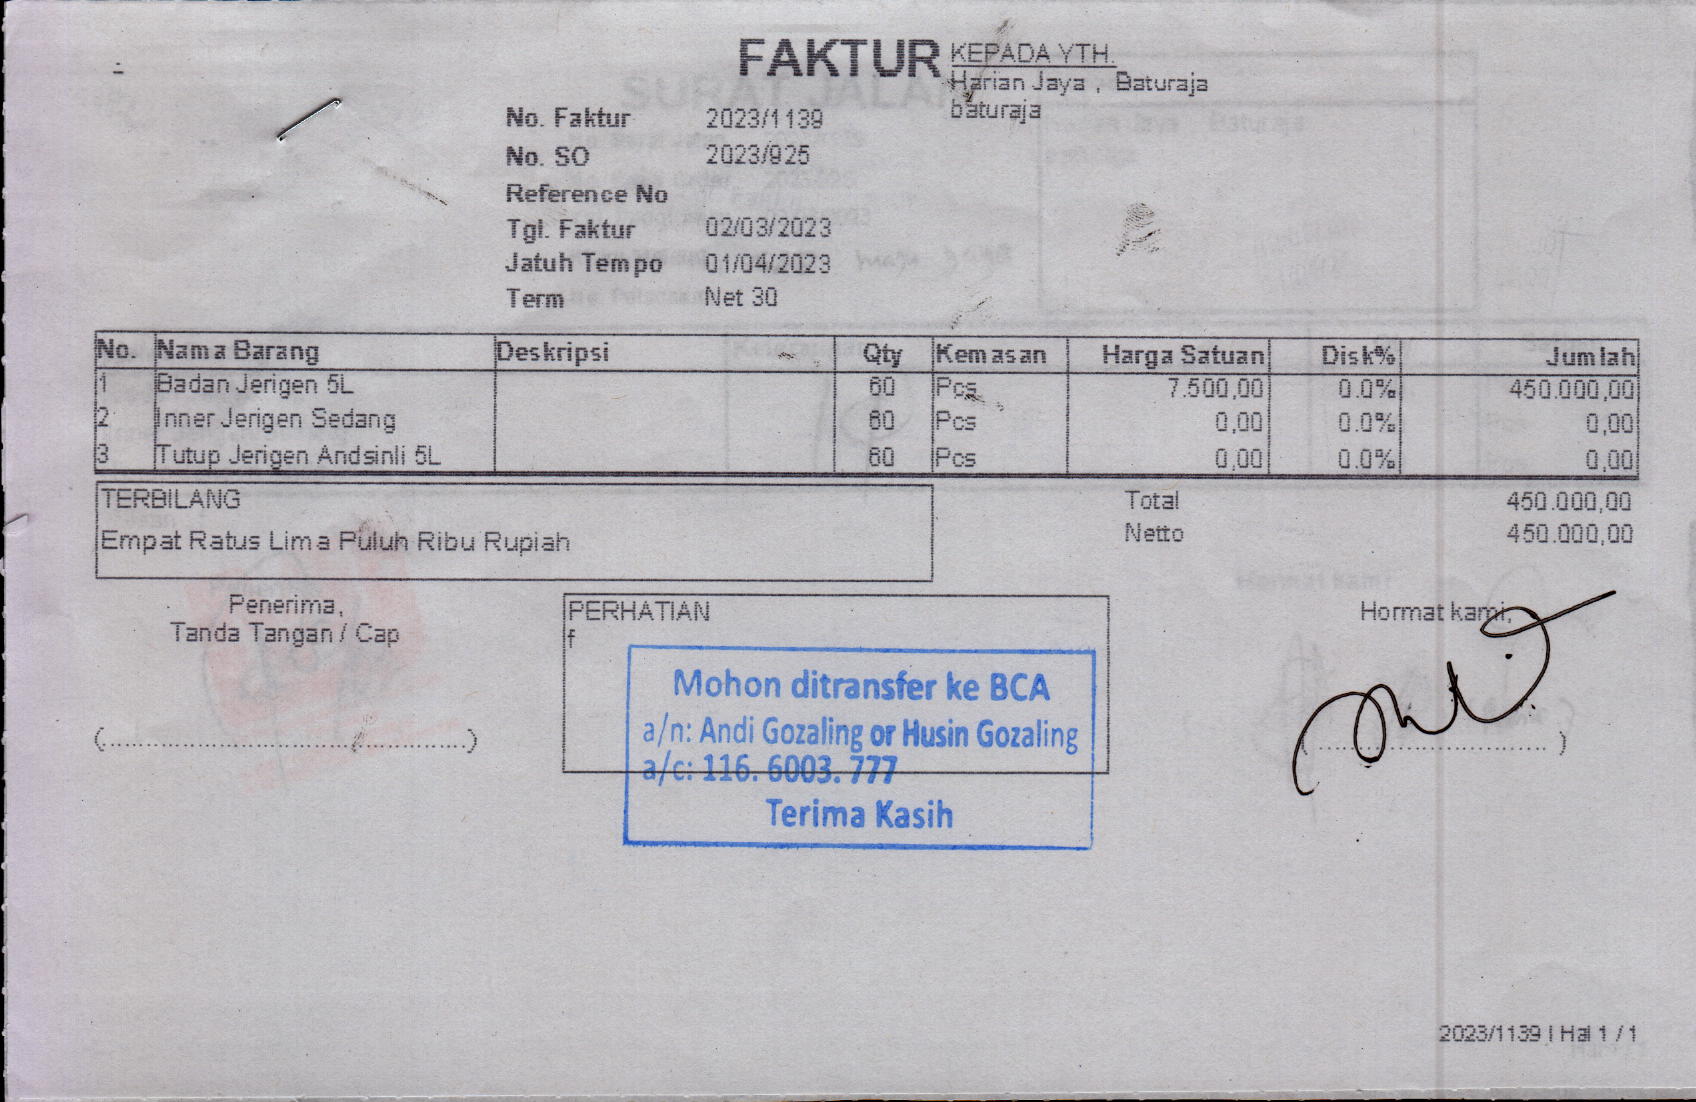 FAKTUR
KEPADA YTH.
Harian Jaya , Baturaja
baturaja
No. Faktur 2023/1139
No. SO 2023/925
Reference No
Tgl. Faktur 02/03/2023
Jatuh Tempo 01/04/2023
Term Net 30
No. Nama Barang Deskripsi Qty Kemasan Harga Satuan Disk% Jumlah
1 Badan Jerigen 5L 60 Pcs 7.500,00 0.0% 450.000,00
2 Inner Jerigen Sedang 60 Pcs 0,00 0.0% 0,00
3 Tutup Jerigen Andsinli 5L 60 Pcs 0,00 0.0% 0,00
TERBILANG
Empat Ratus Lima Puluh Ribu Rupiah
Total 450.000,00
Netto 450.000,00
Penerima,
Tanda Tangan / Cap
PERHATIAN
f
Mohon ditransfer ke BCA
a/n: Andi Gozaling or Husin Gozaling
a/c: 116. 6003. 777
Terima Kasih
Hormat kami,
2023/1139 | Hal 1 / 1